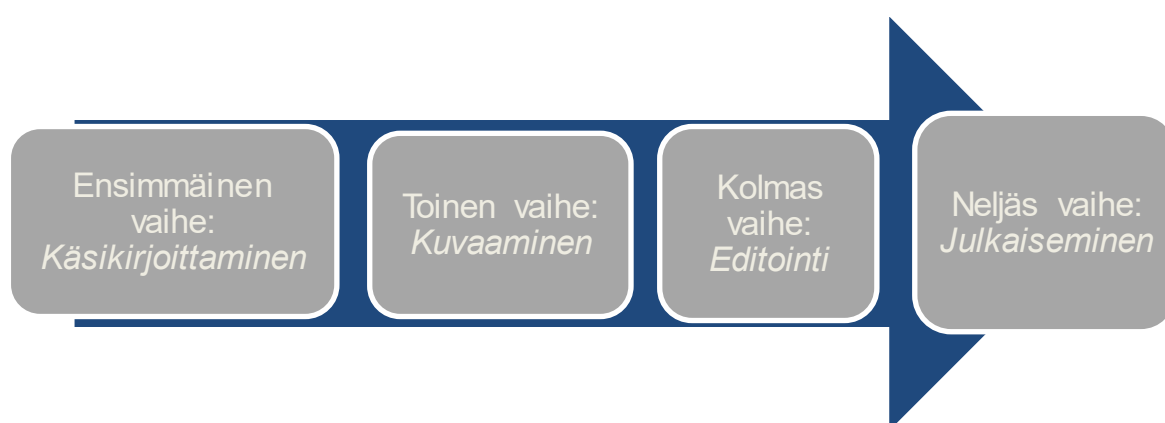 Ensimmäinen
vaihe:
Käsikirjoittaminen
Toinen vaihe:
Kuvaaminen
Kolmas
vaihe:
Editointi
Neljäs vaihe:
Julkaiseminen